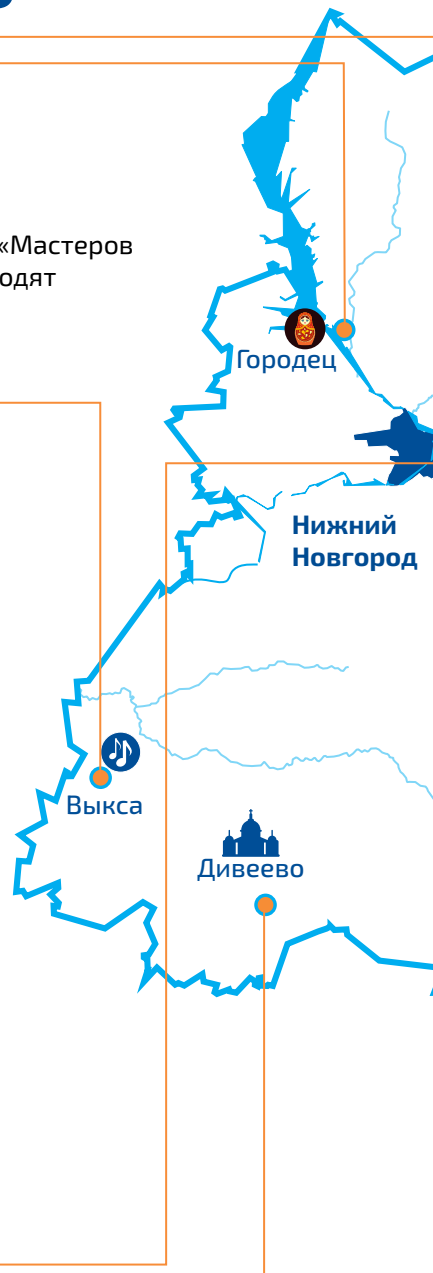 «Мастеров
одят
Городец
Нижний
Новгород
Выкса
Дивеево